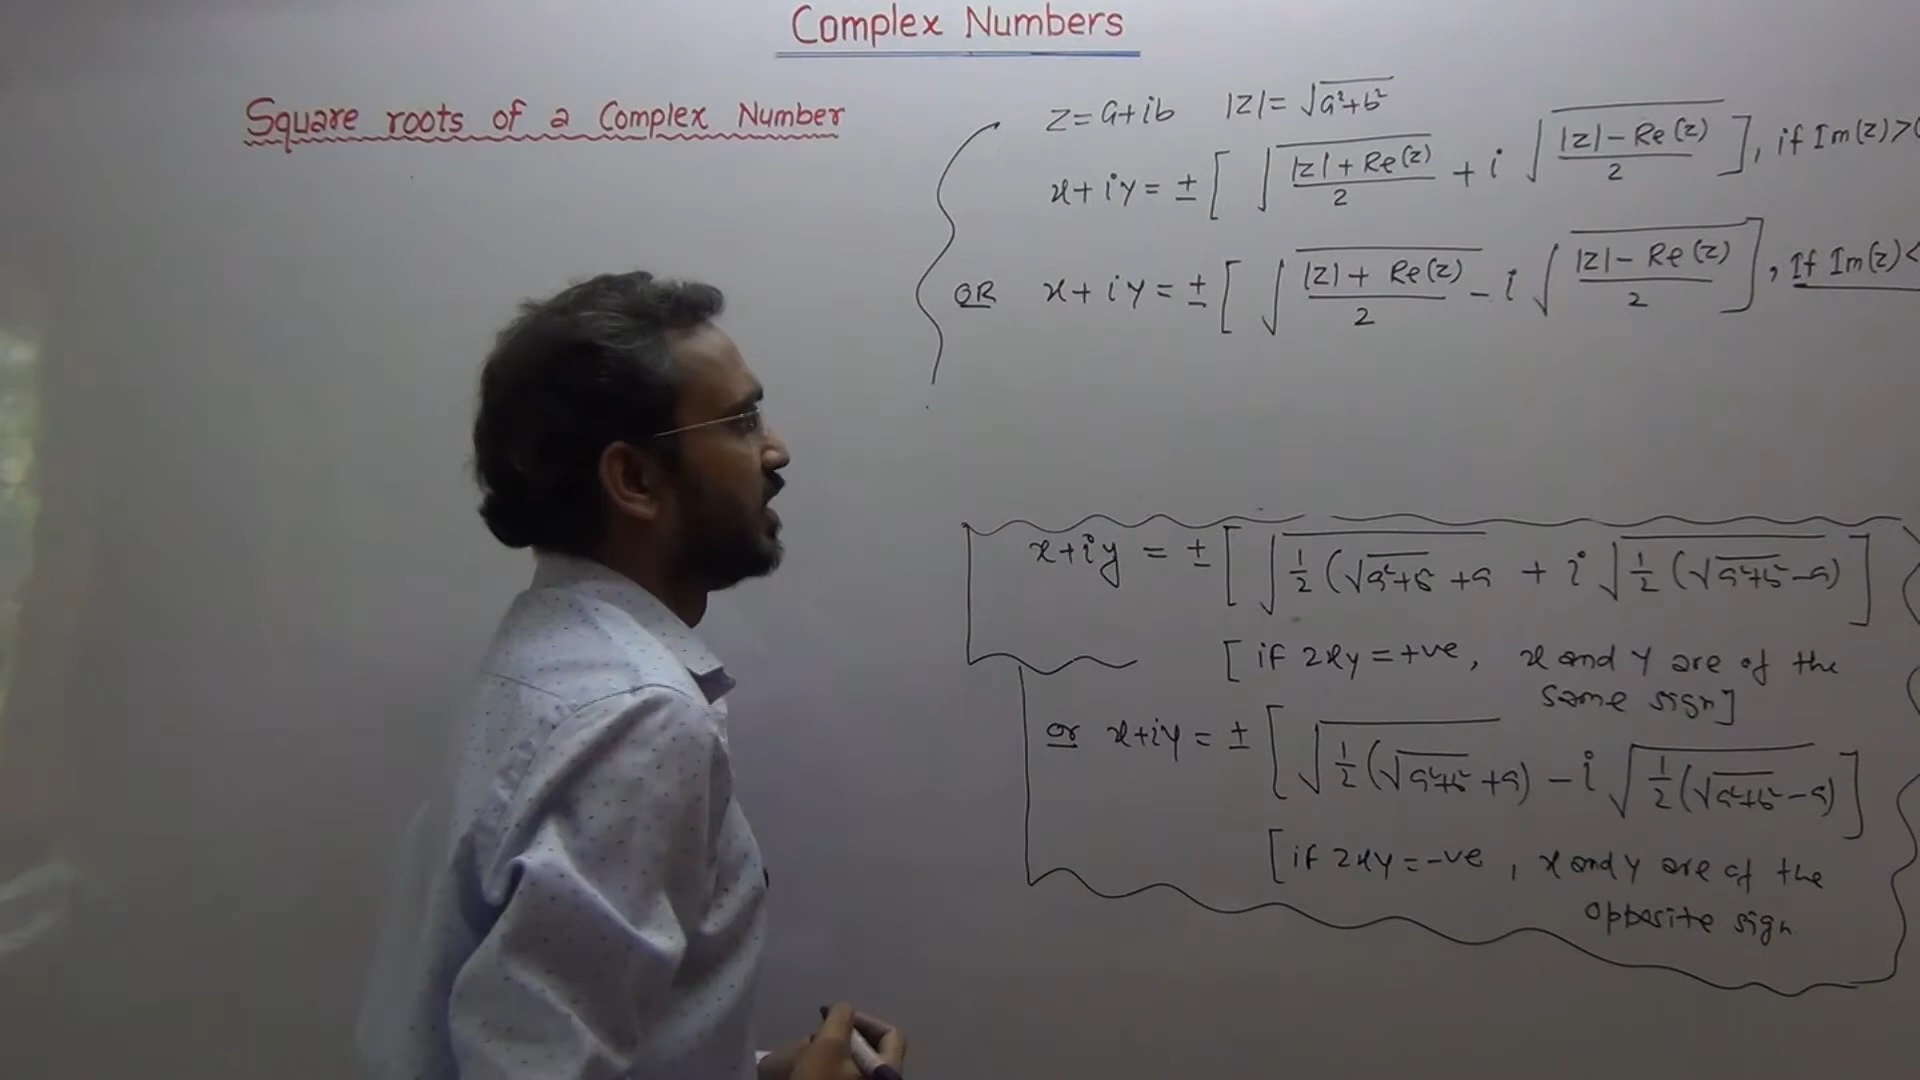 Complex Numbers
Square roots of a Complex Number
z = a+ib |z| = √a²+b²
x+iy = ± [ √|z|+Re(z)/2 + i √|z|-Re(z)/2 ], if Im(z)>
OR x+iy = ± [ √|z|+Re(z)/2 - i √|z|-Re(z)/2 ], If Im(z)<
x+iy = ± [ √1/2 (√a²+b² +a + i √1/2 (√a²+b² -a) ]
[ if 2xy = +ve, x and y are of the
same sign]
or x+iy = ± [ √1/2 (√a²+b² +a) - i √1/2 (√a²+b² -a) ]
[ if 2xy = -ve, x and y are of the
opposite sign.